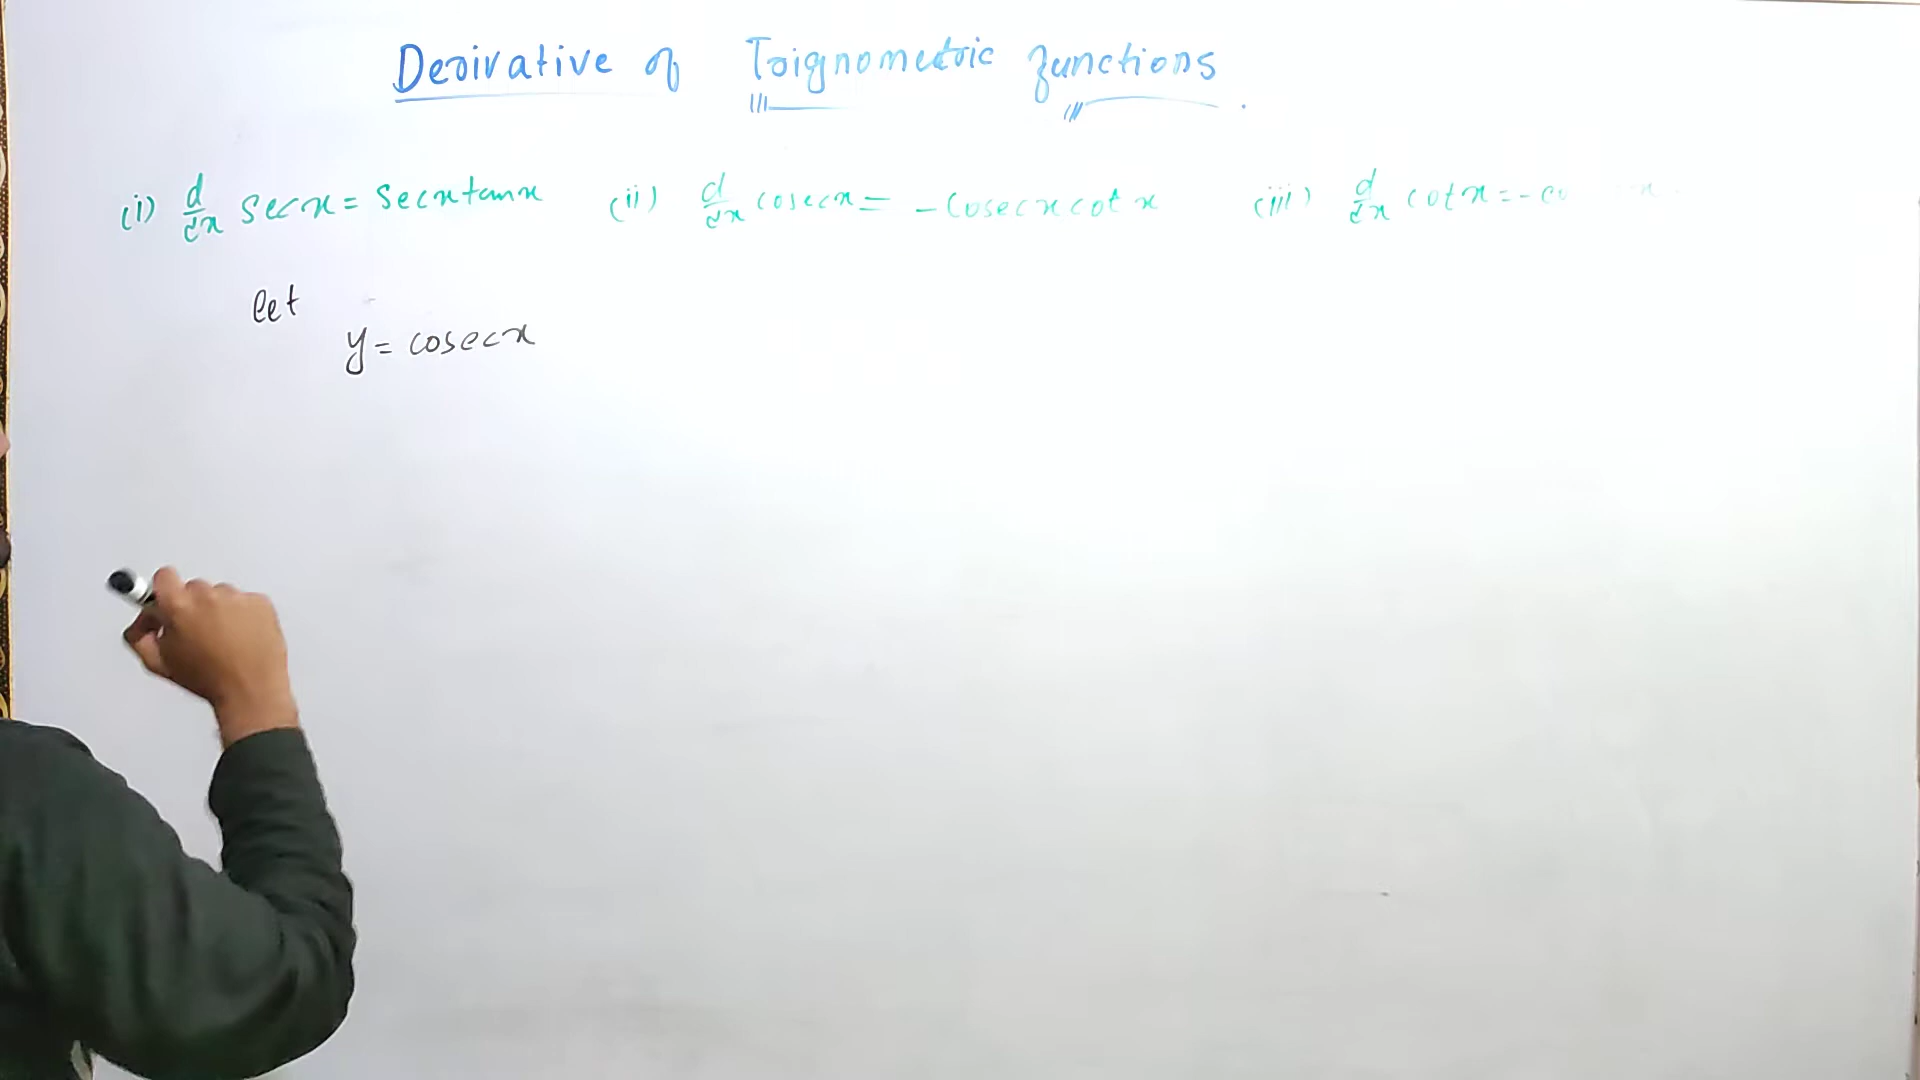 Derivative of Trignometric functions.
(i) d/dx secx = secxtanx (ii) d/dx cosecx = -cosecxcotx (iii) d/dx cotx = -
let
y = cosecx